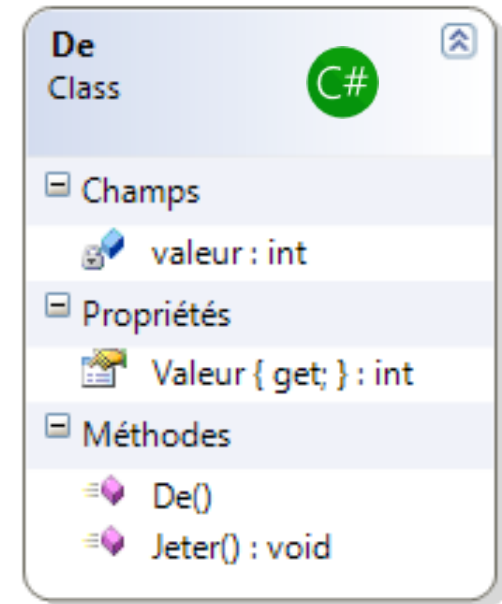 De
Class
C#
Champs
valeur : int
Propriétés
Valeur { get; } : int
Méthodes
De()
Jeter() : void